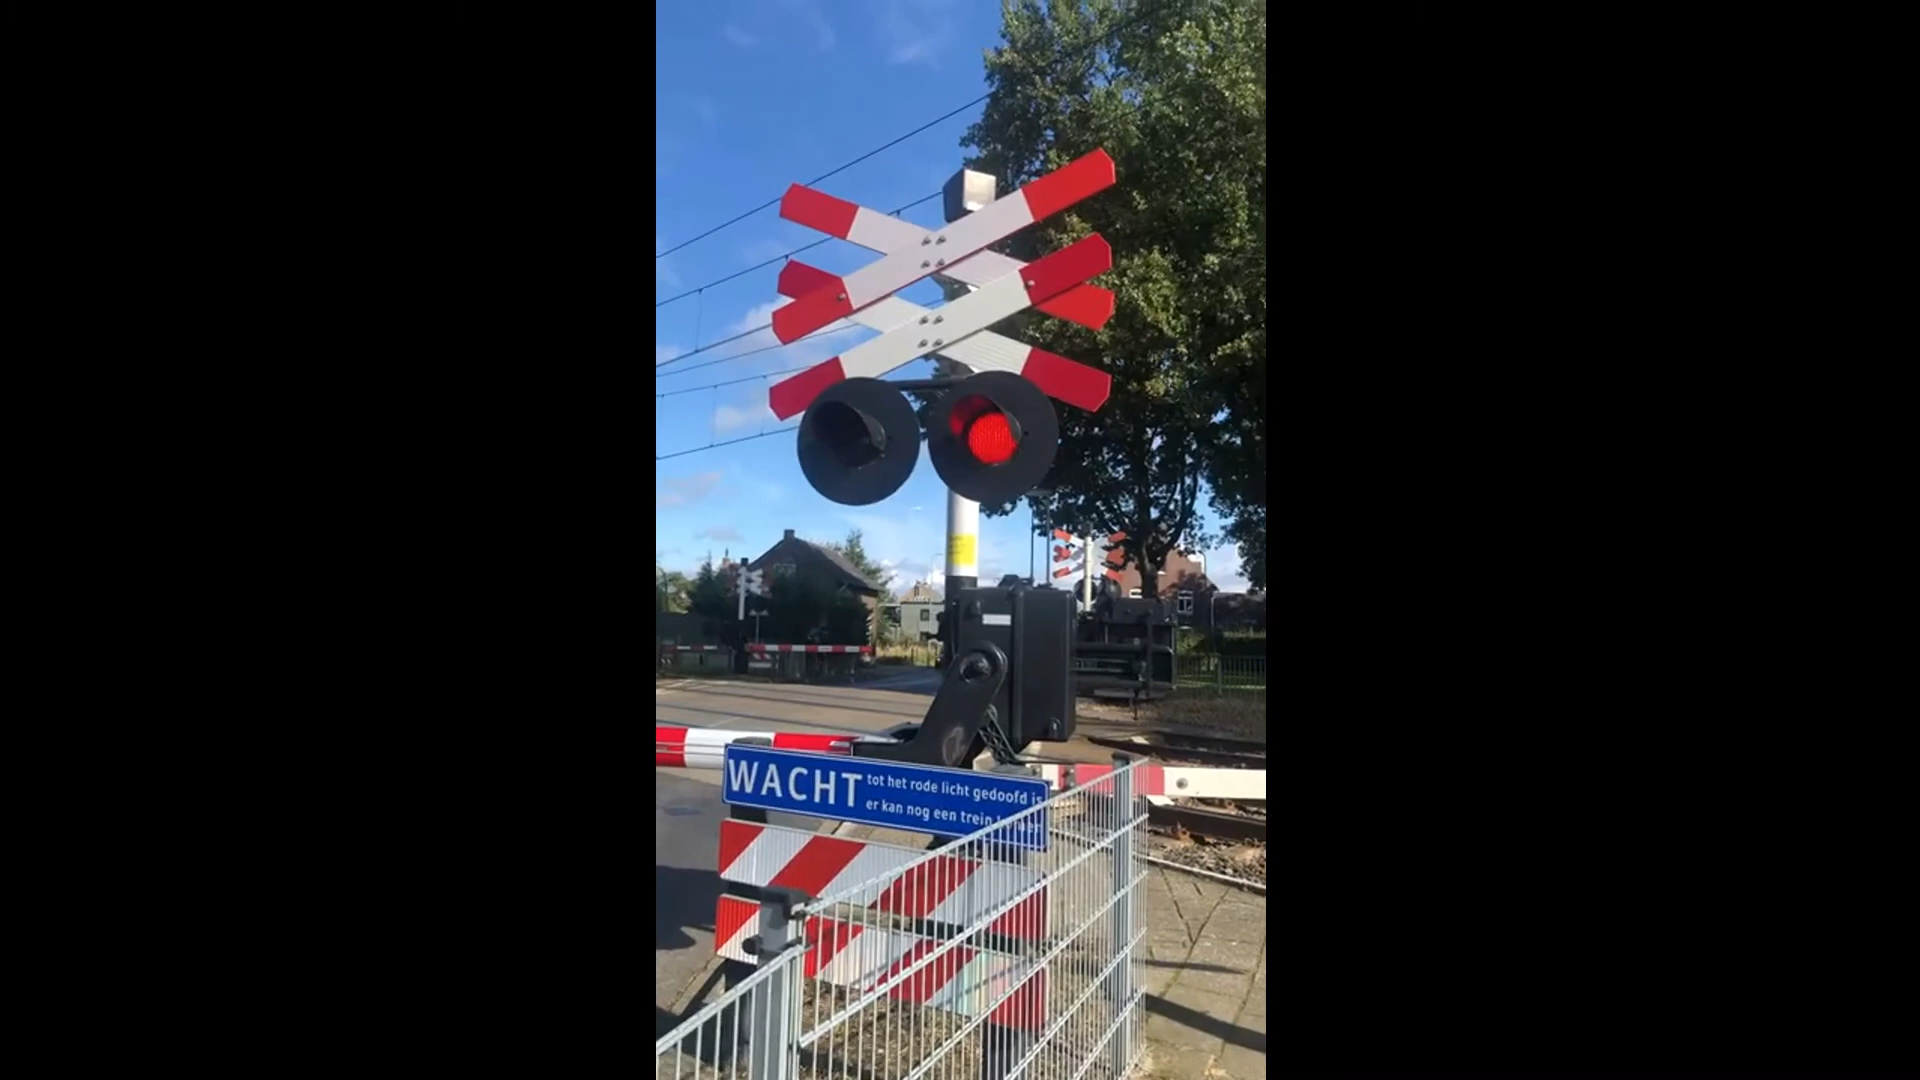 WACHT
tot het rode licht gedoofd is
er kan nog een trein